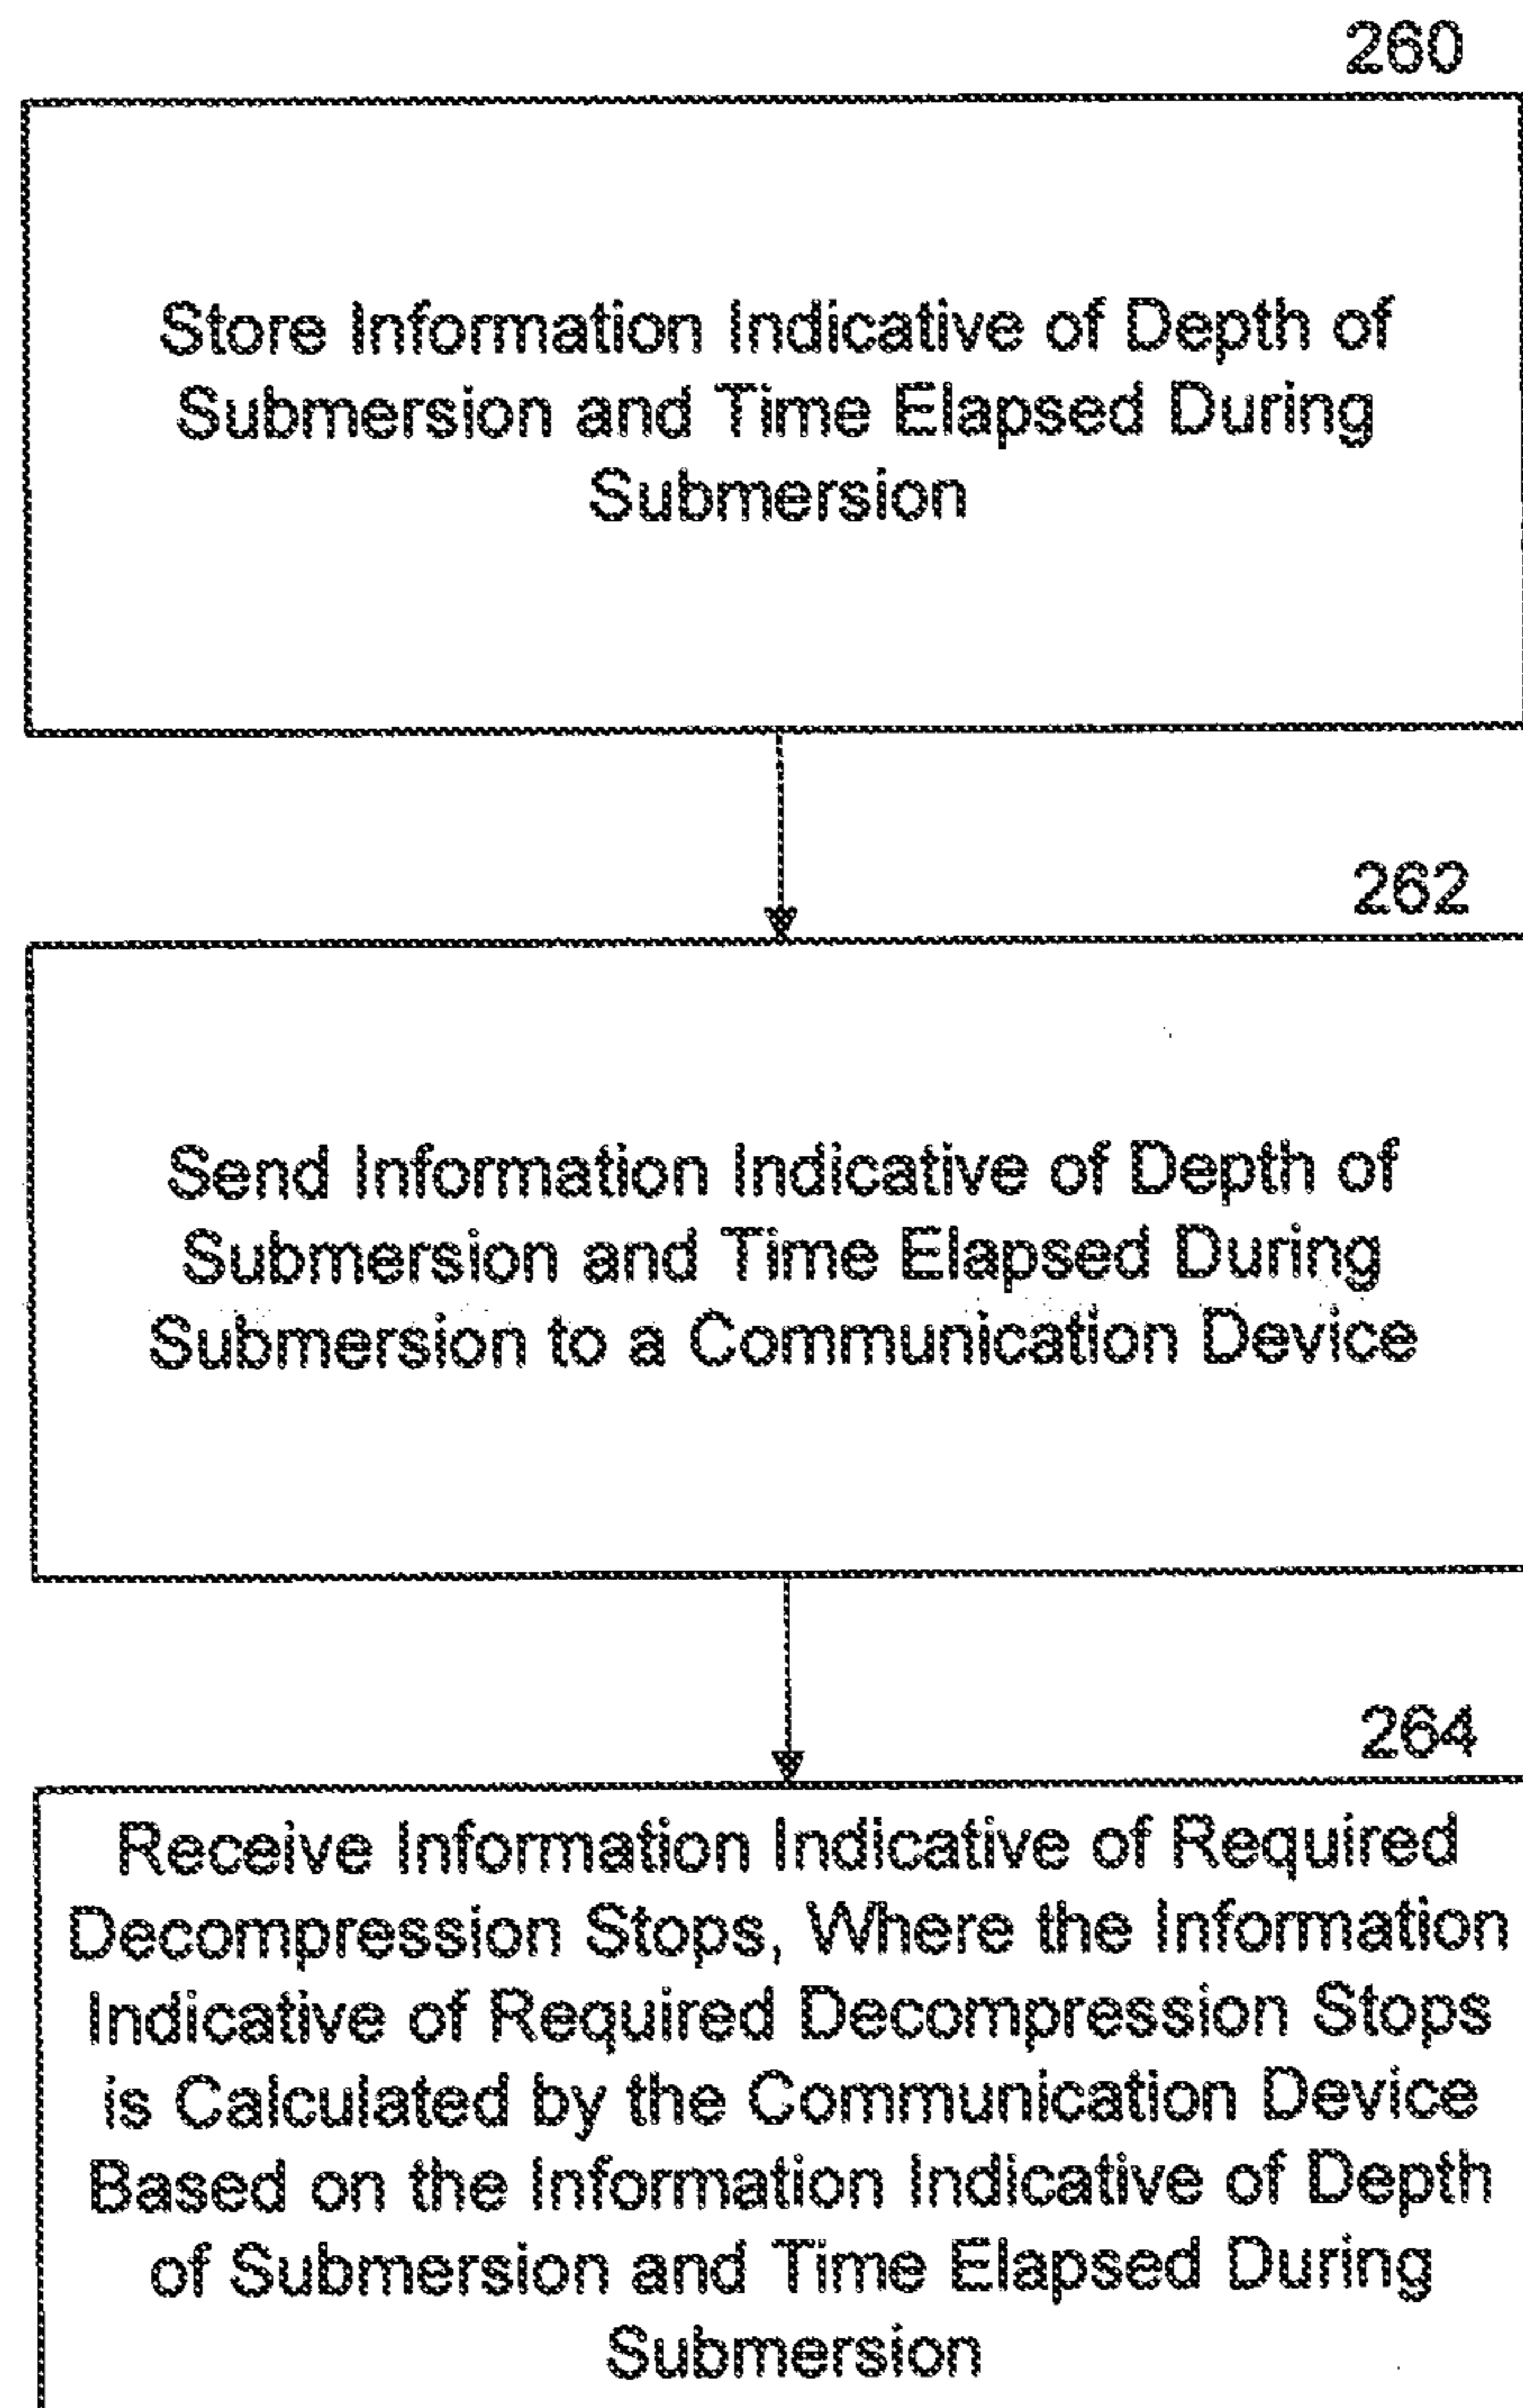 260
Store Information Indicative of Depth of
Submersion and Time Elapsed During
Submersion
262
Send Information Indicative of Depth of
Submersion and Time Elapsed During
Submersion to a Communication Device
264
Receive Information Indicative of Required
Decompression Stops, Where the Information
Indicative of Required Decompression Stops
is Calculated by the Communication Device
Based on the Information Indicative of Depth
of Submersion and Time Elapsed During
Submersion